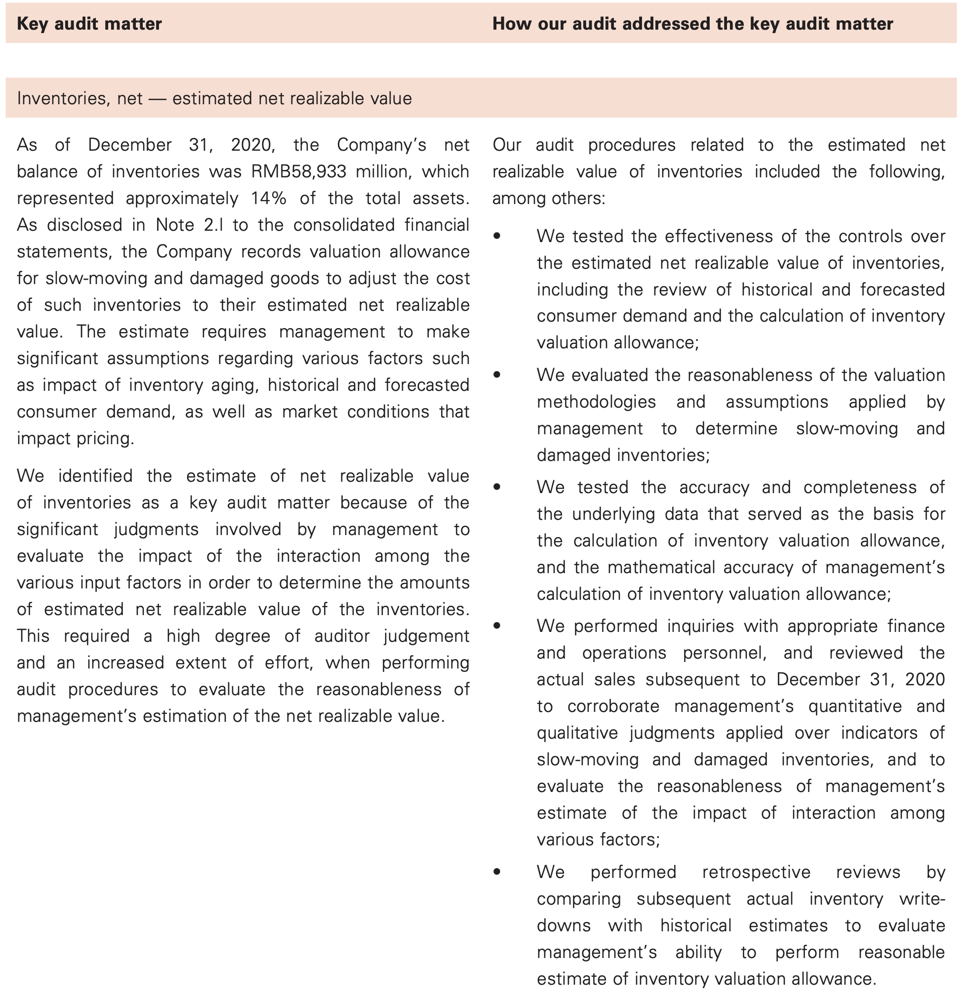 Key audit matter
How our audit addressed the key audit matter
Inventories, net — estimated net realizable value
As of December 31, 2020, the Company’s net
balance of inventories was RMB58,933 million, which
represented approximately 14% of the total assets.
As disclosed in Note 2.l to the consolidated financial
statements, the Company records valuation allowance
for slow-moving and damaged goods to adjust the cost
of such inventories to their estimated net realizable
value. The estimate requires management to make
significant assumptions regarding various factors such
as impact of inventory aging, historical and forecasted
consumer demand, as well as market conditions that
impact pricing.
We identified the estimate of net realizable value
of inventories as a key audit matter because of the
significant judgments involved by management to
evaluate the impact of the interaction among the
various input factors in order to determine the amounts
of estimated net realizable value of the inventories.
This required a high degree of auditor judgement
and an increased extent of effort, when performing
audit procedures to evaluate the reasonableness of
management’s estimation of the net realizable value.
Our audit procedures related to the estimated net
realizable value of inventories included the following,
among others:
• We tested the effectiveness of the controls over
the estimated net realizable value of inventories,
including the review of historical and forecasted
consumer demand and the calculation of inventory
valuation allowance;
• We evaluated the reasonableness of the valuation
methodologies and assumptions applied by
management to determine slow-moving and
damaged inventories;
• We tested the accuracy and completeness of
the underlying data that served as the basis for
the calculation of inventory valuation allowance,
and the mathematical accuracy of management’s
calculation of inventory valuation allowance;
• We performed inquiries with appropriate finance
and operations personnel, and reviewed the
actual sales subsequent to December 31, 2020
to corroborate management’s quantitative and
qualitative judgments applied over indicators of
slow-moving and damaged inventories, and to
evaluate the reasonableness of management’s
estimate of the impact of interaction among
various factors;
• We performed retrospective reviews by
comparing subsequent actual inventory write-
downs with historical estimates to evaluate
management’s ability to perform reasonable
estimate of inventory valuation allowance.